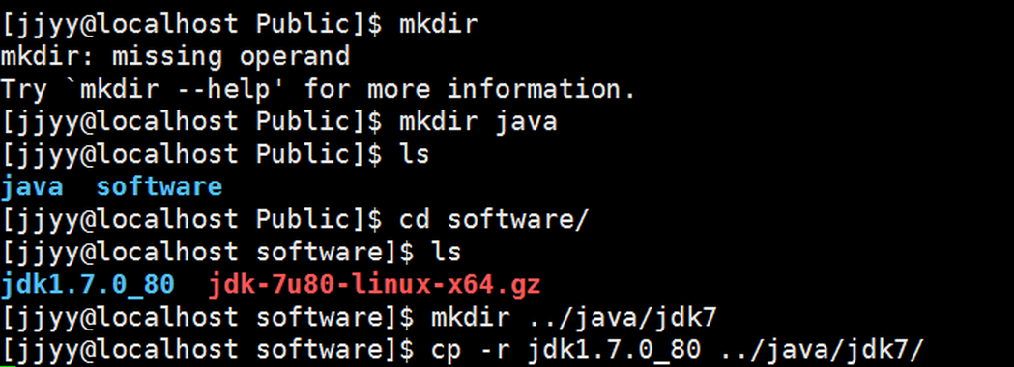 [jjyy@localhost Public]$ mkdir
mkdir: missing operand
Try `mkdir --help' for more information.
[jjyy@localhost Public]$ mkdir java
[jjyy@localhost Public]$ ls
java  software
[jjyy@localhost Public]$ cd software/
[jjyy@localhost software]$ ls
jdk1.7.0_80  jdk-7u80-linux-x64.gz
[jjyy@localhost software]$ mkdir ../java/jdk7
[jjyy@localhost software]$ cp -r jdk1.7.0_80 ../java/jdk7/